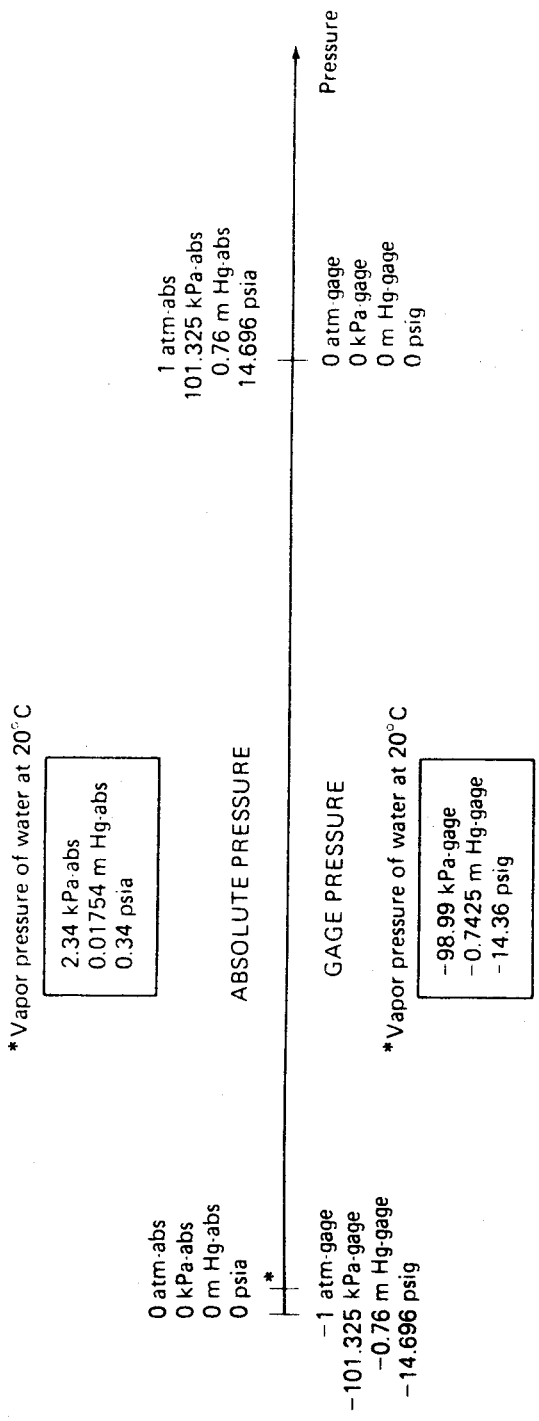 *Vapor pressure of water at 20°C
2.34 kPa-abs
0.01754 m Hg-abs
0.34 psia
0 atm-abs
0 kPa-abs
0 m Hg-abs
0 psia
*
ABSOLUTE PRESSURE
1 atm-abs
101.325 kPa-abs
0.76 m Hg-abs
14.696 psia
Pressure
-1 atm-gage
-101.325 kPa-gage
-0.76 m Hg-gage
-14.696 psig
GAGE PRESSURE
0 atm-gage
0 kPa-gage
0 m Hg-gage
0 psig
*Vapor pressure of water at 20°C
-98.99 kPa-gage
-0.7425 m Hg-gage
-14.36 psig